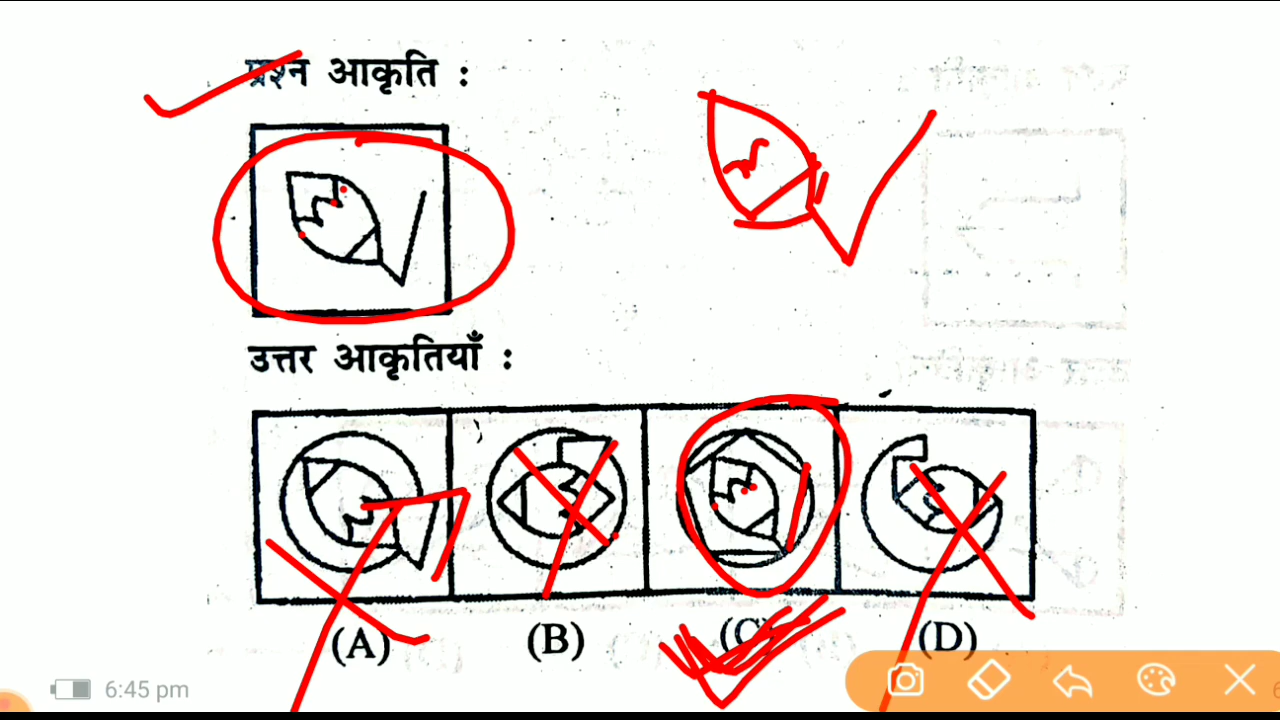 प्रश्न आकृति :
उत्तर आकृतियाँ :
(A) (B) (C) (D)
6:45 pm